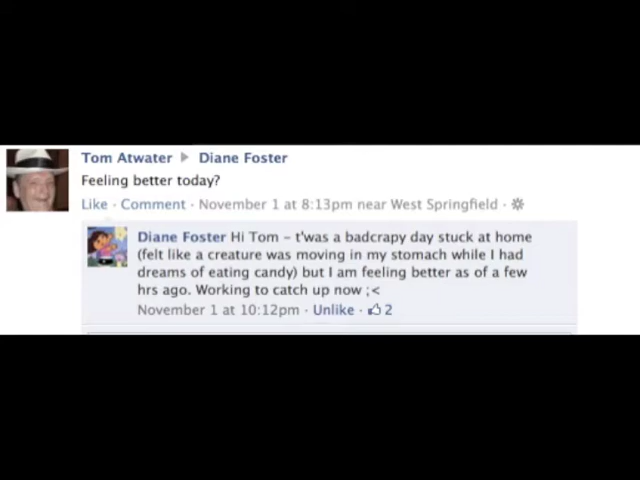 Tom Atwater ▶ Diane Foster
Feeling better today?
Like · Comment · November 1 at 8:13pm near West Springfield ·
Diane Foster Hi Tom – t'was a badcrapy day stuck at home
(felt like a creature was moving in my stomach while I had
dreams of eating candy) but I am feeling better as of a few
hrs ago. Working to catch up now ;<
November 1 at 10:12pm · Unlike · 2